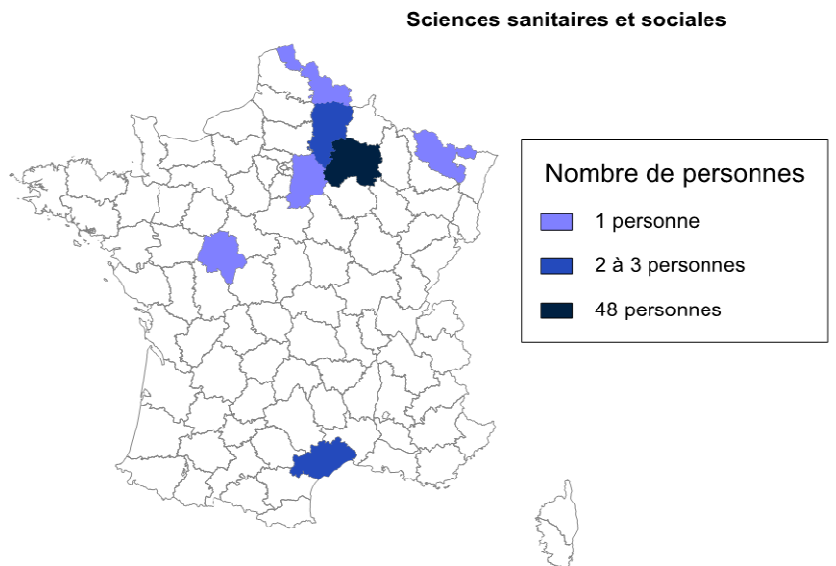 Sciences sanitaires et sociales
Nombre de personnes
1 personne
2 à 3 personnes
48 personnes